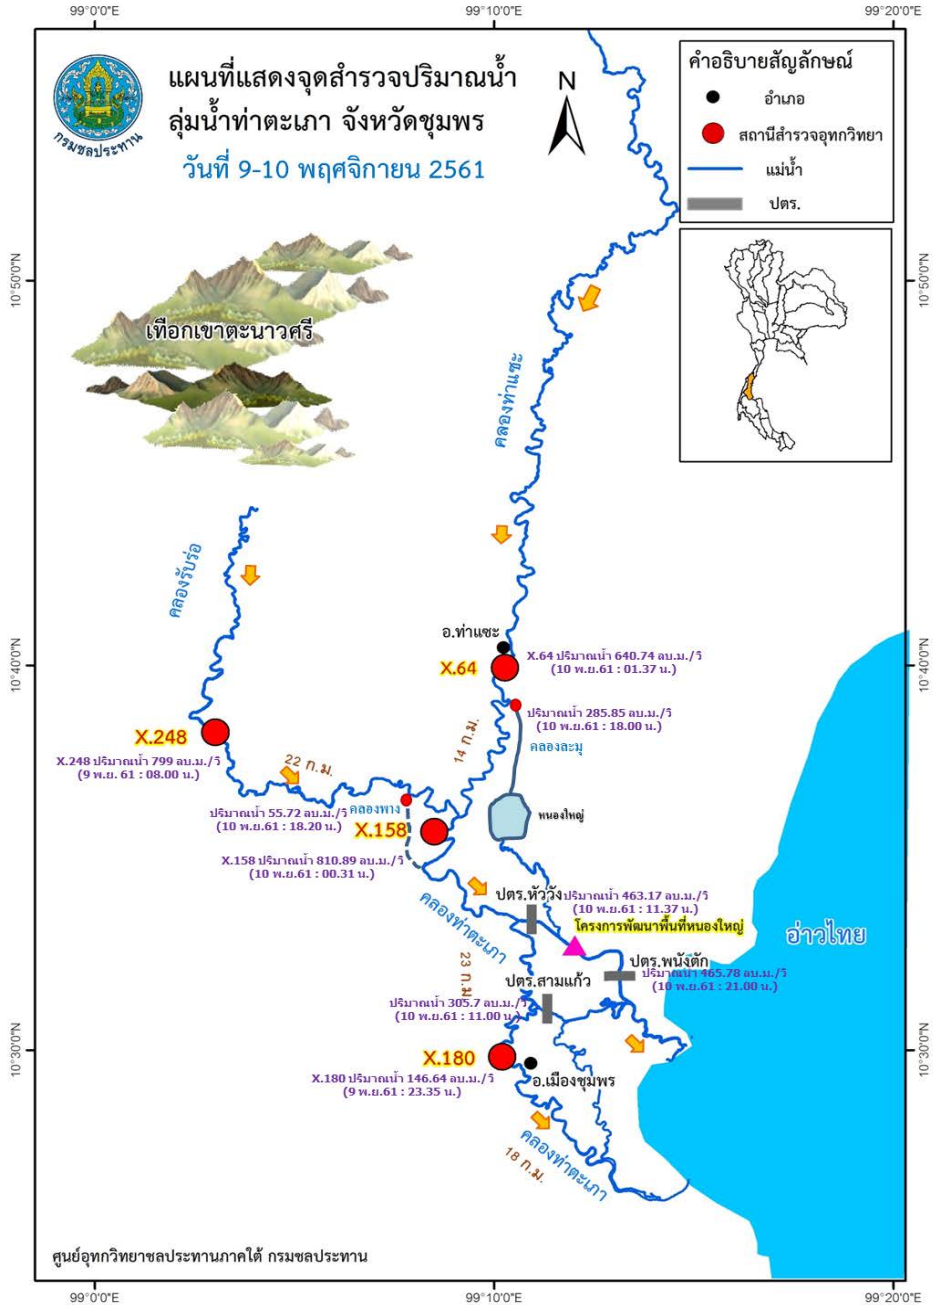 99°0'0"E
99°10'0"E
99°20'0"E
แผนที่แสดงจุดสำรวจปริมาณน้ำ
ลุ่มน้ำท่าตะเภา จังหวัดชุมพร
วันที่ 9-10 พฤศจิกายน 2561
กรมชลประทาน
N
คำอธิบายสัญลักษณ์
อำเภอ
สถานีสำรวจอุทกวิทยา
แม่น้ำ
ปตร.
10°50'0"N
10°50'0"N
เทือกเขาตะนาวศรี
คลองท่าแซะ
คลองรับร่อ
อ.ท่าแซะ
10°40'0"N
10°40'0"N
X.64
X.64 ปริมาณน้ำ 640.74 ลบ.ม./วิ
(10 พ.ย.61 : 01.37 น.)
ปริมาณน้ำ 285.85 ลบ.ม./วิ
(10 พ.ย.61 : 18.00 น.)
คลองละมุ
14 ก.ม.
X.248
X.248 ปริมาณน้ำ 799 ลบ.ม./วิ
(9 พ.ย. 61 : 08.00 น.)
22 ก.ม.
ปริมาณน้ำ 55.72 ลบ.ม./วิ
(10 พ.ย.61 : 18.20 น.)
คลองพาง
X.158
หนองใหญ่
X.158 ปริมาณน้ำ 810.89 ลบ.ม./วิ
(10 พ.ย.61 : 00.31 น.)
คลองท่าตะเภา
ปตร.หัววัง
ปริมาณน้ำ 463.17 ลบ.ม./วิ
(10 พ.ย.61 : 11.37 น.)
โครงการพัฒนาพื้นที่หนองใหญ่
อ่าวไทย
23 ก.ม.
ปตร.พนังตัก
ปริมาณน้ำ 465.78 ลบ.ม./วิ
(10 พ.ย.61 : 21.00 น.)
ปตร.สามแก้ว
ปริมาณน้ำ 305.7 ลบ.ม./วิ
(10 พ.ย.61 : 11.00 น.)
10°30'0"N
10°30'0"N
X.180
X.180 ปริมาณน้ำ 146.64 ลบ.ม./วิ
(9 พ.ย.61 : 23.35 น.)
อ.เมืองชุมพร
คลองท่าตะเภา
18 ก.ม.
ศูนย์อุทกวิทยาชลประทานภาคใต้ กรมชลประทาน
99°0'0"E
99°10'0"E
99°20'0"E